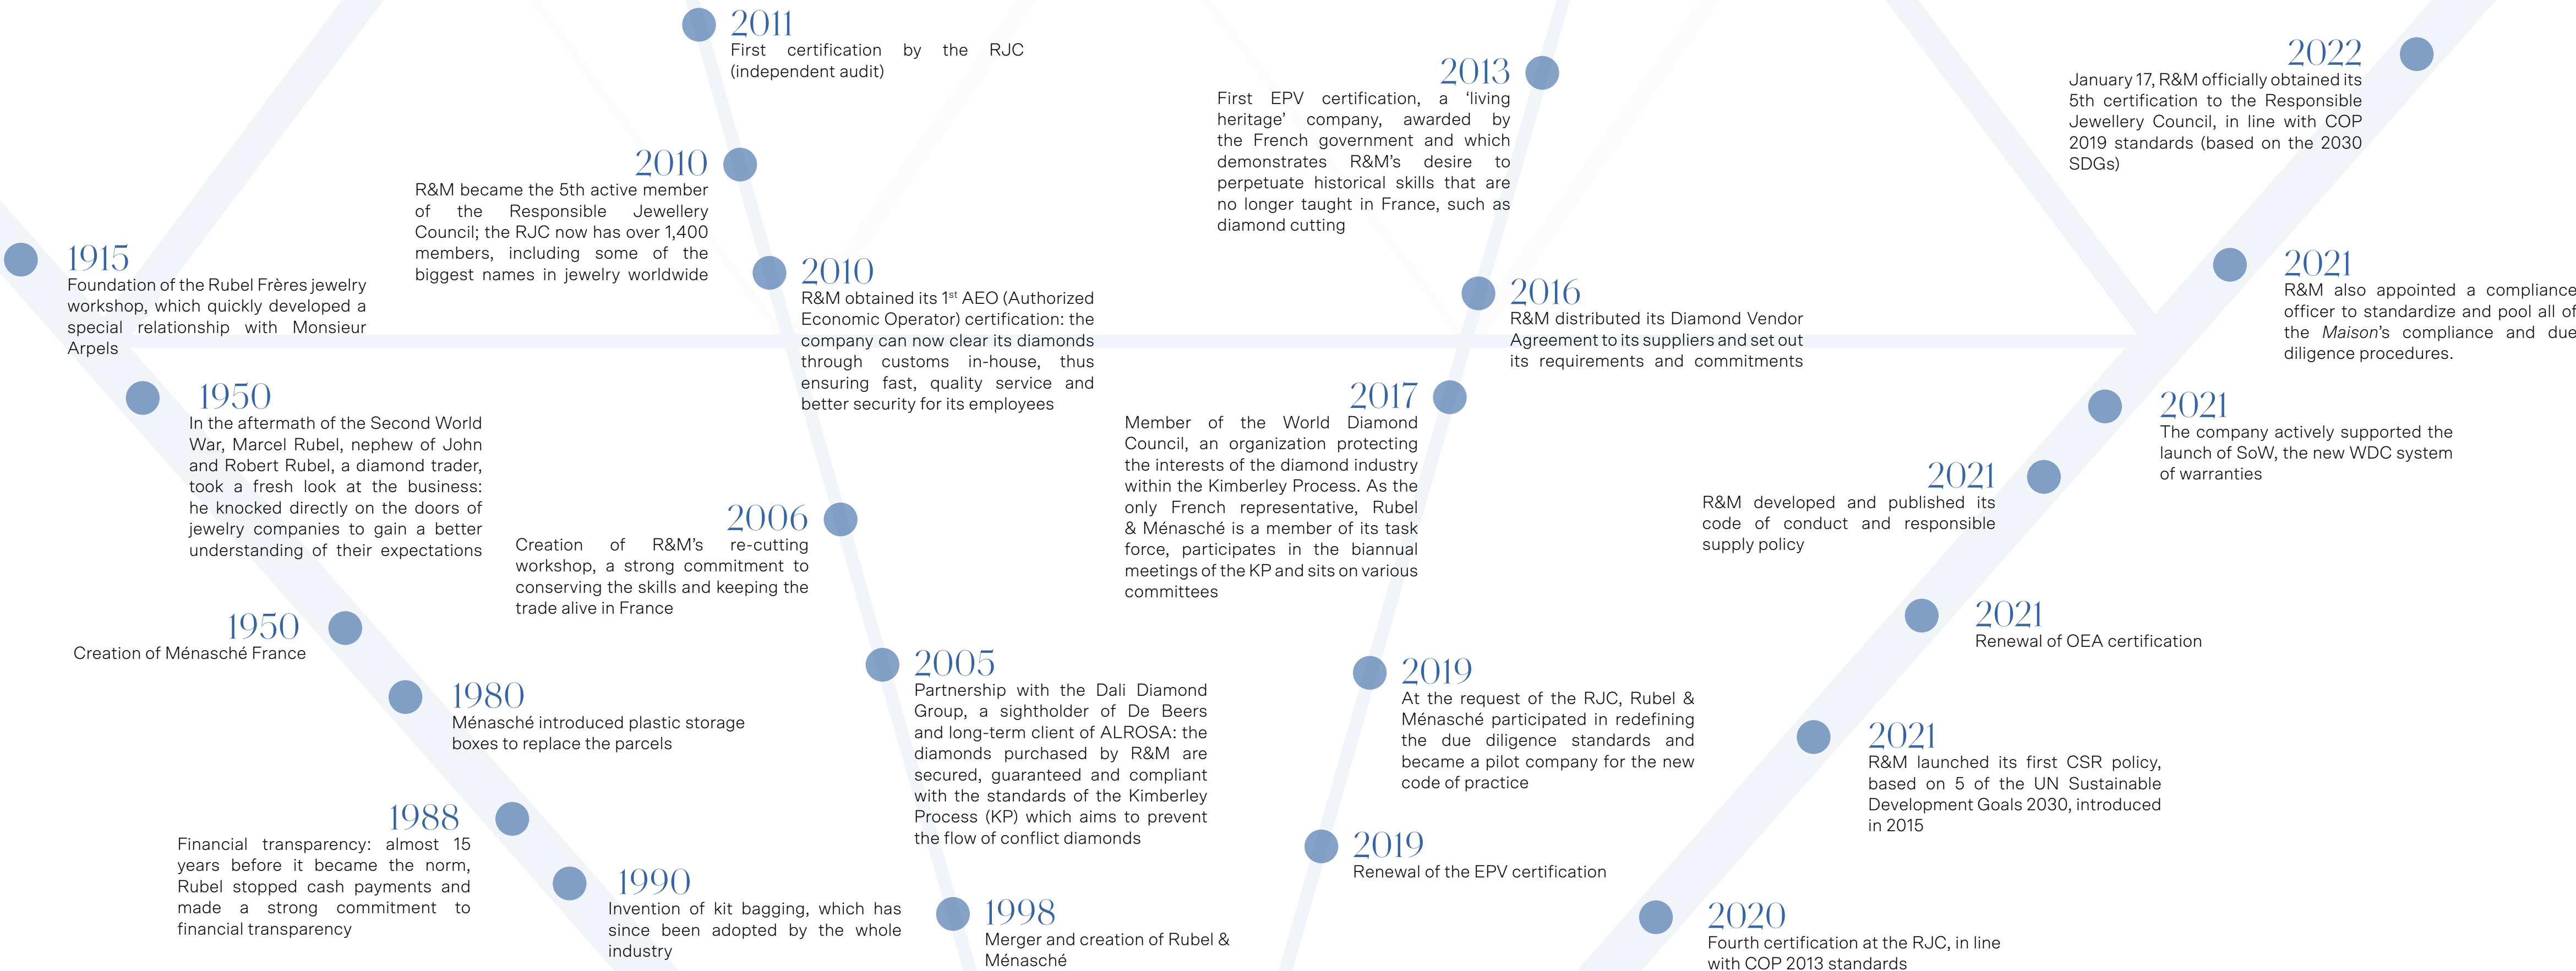 1915
Foundation of the Rubel Frères jewelry
workshop, which quickly developed a
special relationship with Monsieur
Arpels
1950
In the aftermath of the Second World
War, Marcel Rubel, nephew of John
and Robert Rubel, a diamond trader,
took a fresh look at the business:
he knocked directly on the doors of
jewelry companies to gain a better
understanding of their expectations
1950
Creation of Ménasché France
1980
Ménasché introduced plastic storage
boxes to replace the parcels
1988
Financial transparency: almost 15
years before it became the norm,
Rubel stopped cash payments and
made a strong commitment to
financial transparency
1990
Invention of kit bagging, which has
since been adopted by the whole
industry
1998
Merger and creation of Rubel &
Ménasché
2005
Partnership with the Dali Diamond
Group, a sightholder of De Beers
and long-term client of ALROSA: the
diamonds purchased by R&M are
secured, guaranteed and compliant
with the standards of the Kimberley
Process (KP) which aims to prevent
the flow of conflict diamonds
2006
Creation of R&M's re-cutting
workshop, a strong commitment to
conserving the skills and keeping the
trade alive in France
2010
R&M obtained its 1st AEO (Authorized
Economic Operator) certification: the
company can now clear its diamonds
through customs in-house, thus
ensuring fast, quality service and
better security for its employees
2010
R&M became the 5th active member
of the Responsible Jewellery
Council; the RJC now has over 1,400
members, including some of the
biggest names in jewelry worldwide
2011
First certification by the RJC
(independent audit)
2013
First EPV certification, a ‘living
heritage’ company, awarded by
the French government and which
demonstrates R&M’s desire to
perpetuate historical skills that are
no longer taught in France, such as
diamond cutting
2016
R&M distributed its Diamond Vendor
Agreement to its suppliers and set out
its requirements and commitments
2017
Member of the World Diamond
Council, an organization protecting
the interests of the diamond industry
within the Kimberley Process. As the
only French representative, Rubel
& Ménasché is a member of its task
force, participates in the biannual
meetings of the KP and sits on various
committees
2019
At the request of the RJC, Rubel &
Ménasché participated in redefining
the due diligence standards and
became a pilot company for the new
code of practice
2019
Renewal of the EPV certification
2020
Fourth certification at the RJC, in line
with COP 2013 standards
2021
R&M launched its first CSR policy,
based on 5 of the UN Sustainable
Development Goals 2030, introduced
in 2015
2021
Renewal of OEA certification
2021
R&M developed and published its
code of conduct and responsible
supply policy
2021
The company actively supported the
launch of SoW, the new WDC system
of warranties
2021
R&M also appointed a compliance
officer to standardize and pool all of
the Maison’s compliance and due
diligence procedures.
2022
January 17, R&M officially obtained its
5th certification to the Responsible
Jewellery Council, in line with COP
2019 standards (based on the 2030
SDGs)